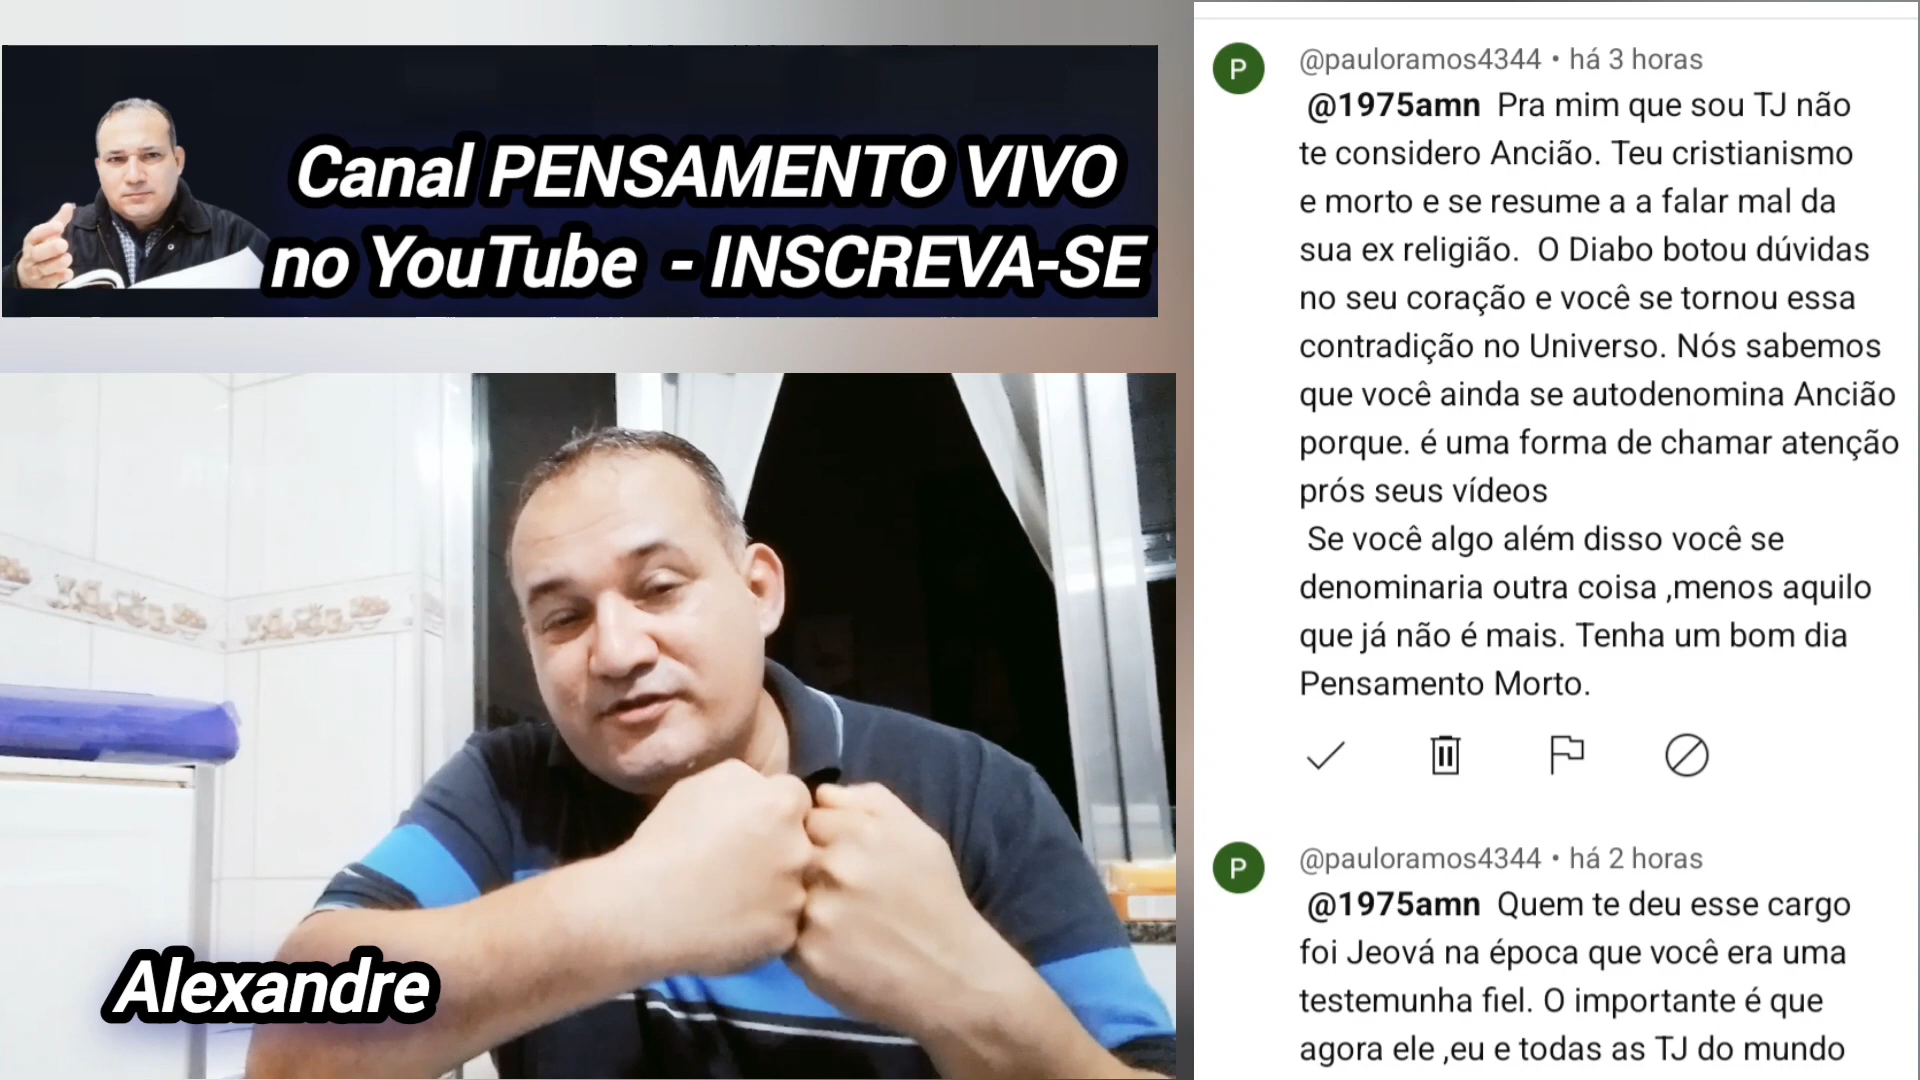 Canal PENSAMENTO VIVO
no YouTube - INSCREVA-SE
Alexandre
P
@pauloramos4344 • há 3 horas
@1975amn Pra mim que sou TJ não
te considero Ancião. Teu cristianismo
e morto e se resume a a falar mal da
sua ex religião. O Diabo botou dúvidas
no seu coração e você se tornou essa
contradição no Universo. Nós sabemos
que você ainda se autodenomina Ancião
porque. é uma forma de chamar atenção
prós seus vídeos
Se você algo além disso você se
denominaria outra coisa ,menos aquilo
que já não é mais. Tenha um bom dia
Pensamento Morto.
P
@pauloramos4344 • há 2 horas
@1975amn Quem te deu esse cargo
foi Jeová na época que você era uma
testemunha fiel. O importante é que
agora ele ,eu e todas as TJ do mundo